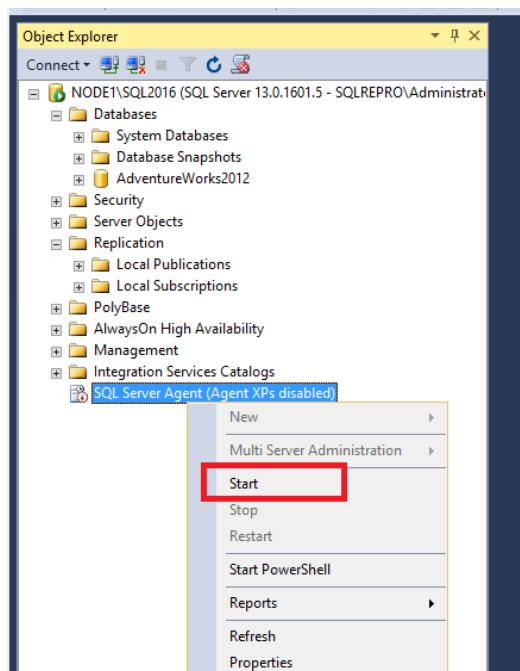 Object Explorer
Connect
NODE1\SQL2016 (SQL Server 13.0.1601.5 - SQLREPRO\Administrat
Databases
System Databases
Database Snapshots
AdventureWorks2012
Security
Server Objects
Replication
Local Publications
Local Subscriptions
PolyBase
AlwaysOn High Availability
Management
Integration Services Catalogs
SQL Server Agent (Agent XPs disabled)
New
Multi Server Administration
Start
Stop
Restart
Start PowerShell
Reports
Refresh
Properties